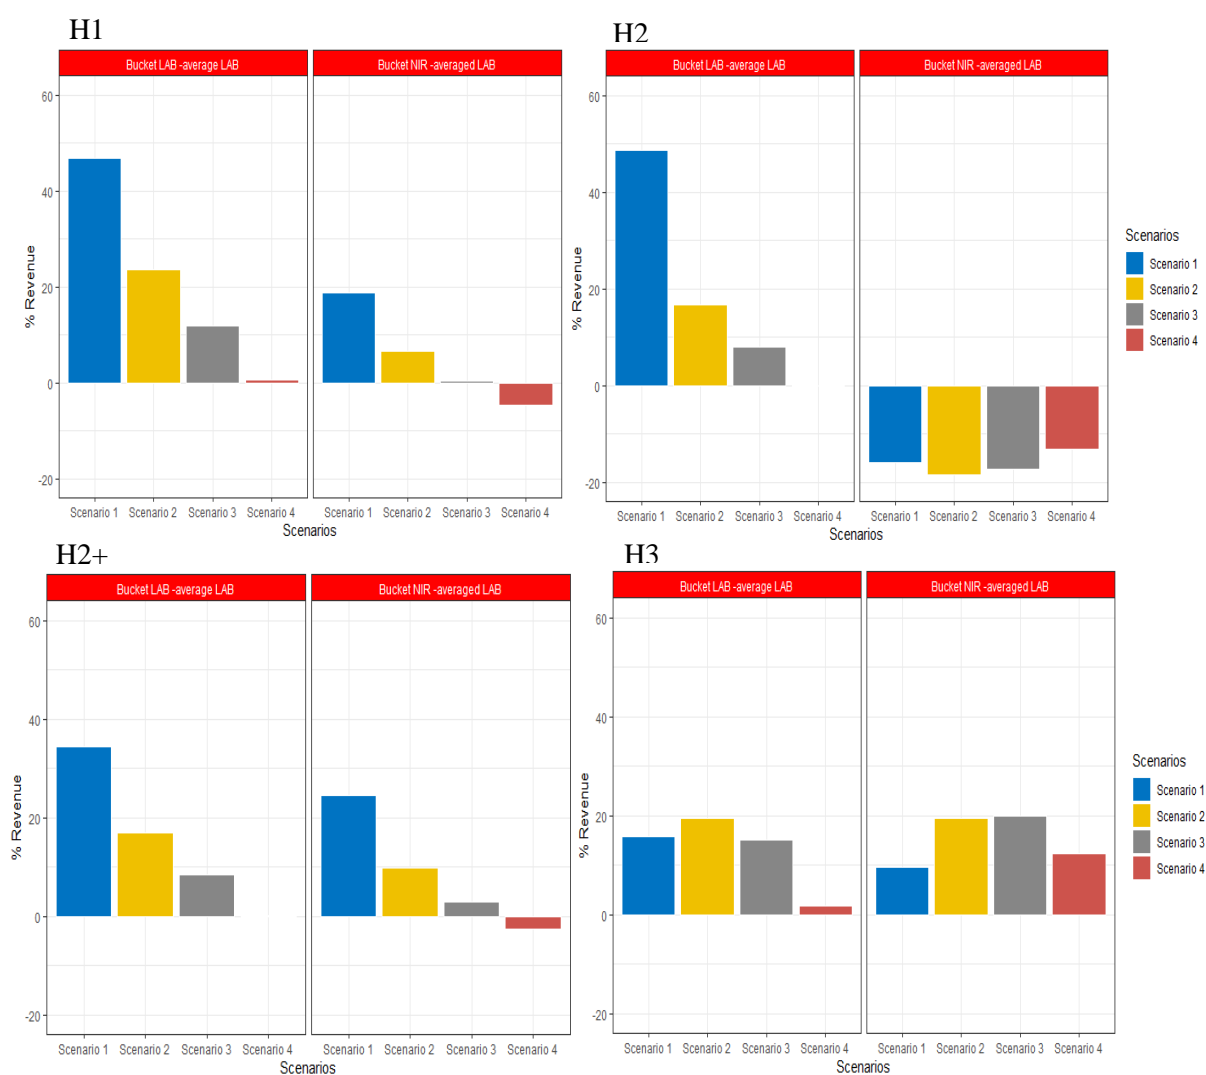 H1
Bucket LAB -average LAB
Bucket NIR -averaged LAB
% Revenue
60
40
20
0
-20
Scenario 1 Scenario 2 Scenario 3 Scenario 4
Scenario 1 Scenario 2 Scenario 3 Scenario 4
Scenarios
H2
Bucket LAB -average LAB
Bucket NIR -averaged LAB
% Revenue
60
40
20
0
-20
Scenario 1 Scenario 2 Scenario 3 Scenario 4
Scenario 1 Scenario 2 Scenario 3 Scenario 4
Scenarios
Scenarios
Scenario 1
Scenario 2
Scenario 3
Scenario 4
H2+
Bucket LAB -average LAB
Bucket NIR -averaged LAB
% Revenue
60
40
20
0
-20
Scenario 1 Scenario 2 Scenario 3 Scenario 4
Scenario 1 Scenario 2 Scenario 3 Scenario 4
Scenarios
H3
Bucket LAB -average LAB
Bucket NIR -averaged LAB
% Revenue
60
40
20
0
-20
Scenario 1 Scenario 2 Scenario 3 Scenario 4
Scenario 1 Scenario 2 Scenario 3 Scenario 4
Scenarios
Scenarios
Scenario 1
Scenario 2
Scenario 3
Scenario 4